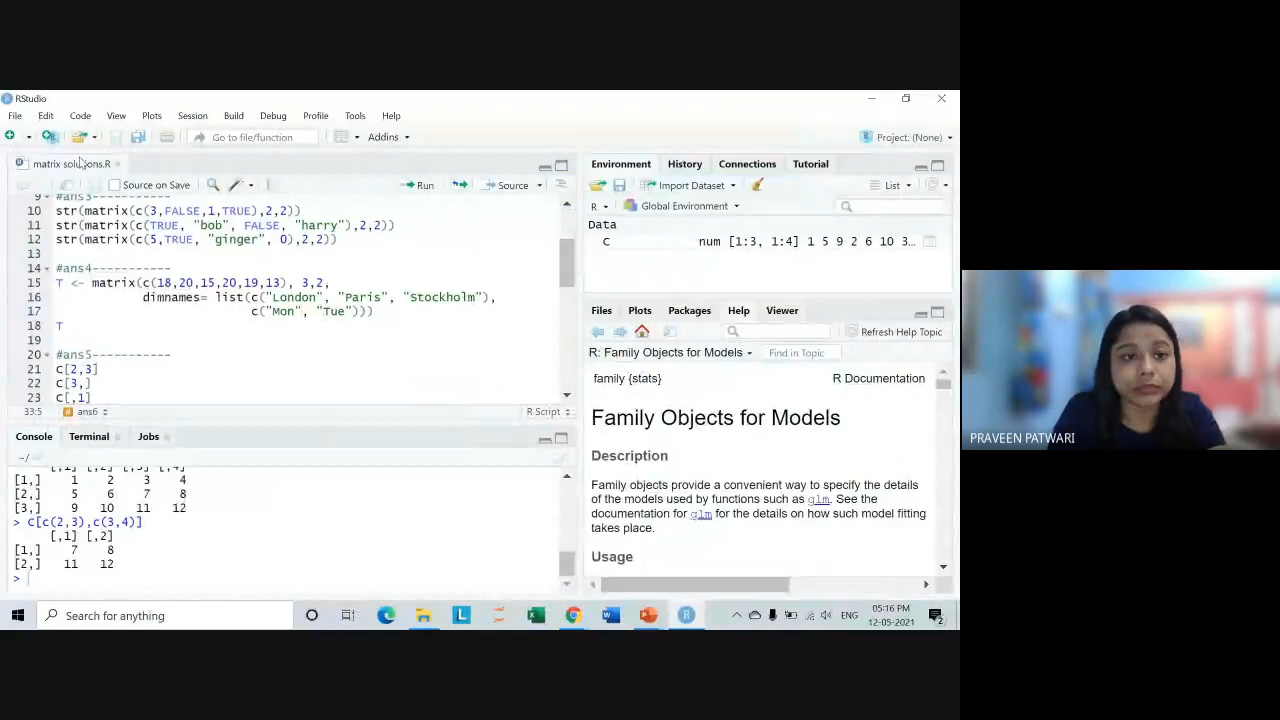 RStudio
File Edit Code View Plots Session Build Debug Profile Tools Help
Go to file/function Addins Project: (None)
matrix solutions.R
Source on Save Run Source
9 #ans3-----------
10 str(matrix(c(3,FALSE,1,TRUE),2,2))
11 str(matrix(c(TRUE, "bob", FALSE, "harry"),2,2))
12 str(matrix(c(5,TRUE, "ginger", 0),2,2))
13
14 #ans4-----------
15 T <- matrix(c(18,20,15,20,19,13), 3,2,
16 dimnames= list(c("London", "Paris", "Stockholm"),
17 c("Mon", "Tue")))
18 T
19
20 #ans5-----------
21 C[2,3]
22 C[3,]
23 C[,1]
33:5 ans6 R Script
Console Terminal Jobs
~/
[,1] [,2] [,3] [,4]
[1,] 1 2 3 4
[2,] 5 6 7 8
[3,] 9 10 11 12
> C[c(2,3),c(3,4)]
[,1] [,2]
[1,] 7 8
[2,] 11 12
>
Environment History Connections Tutorial
Import Dataset List
R Global Environment
Data
C num [1:3, 1:4] 1 5 9 2 6 10 3...
Files Plots Packages Help Viewer
Refresh Help Topic
R: Family Objects for Models Find in Topic
family {stats} R Documentation
Family Objects for Models
Description
Family objects provide a convenient way to specify the details
of the models used by functions such as glm. See the
documentation for glm for the details on how such model fitting
takes place.
Usage
Search for anything
ENG 05:16 PM
12-05-2021
2
PRAVEEN PATWARI